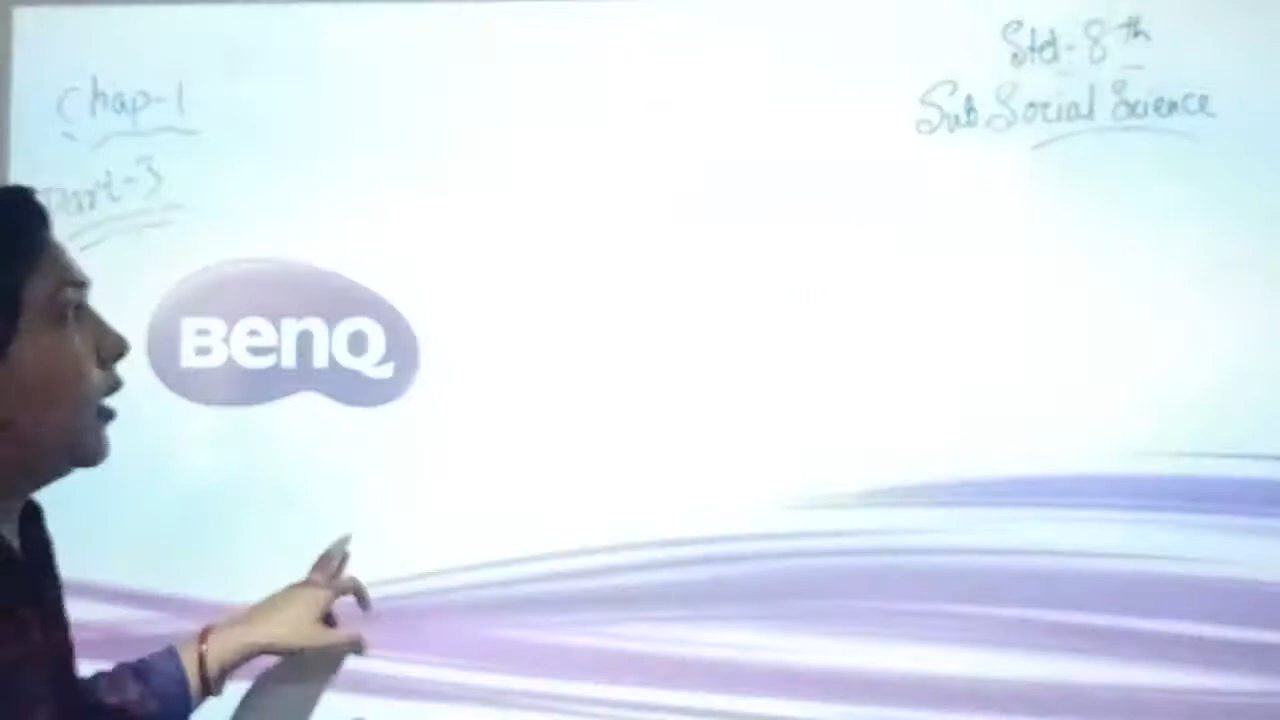 Std-8th
Sub Social Science
Chap-1
Part-3
BenQ